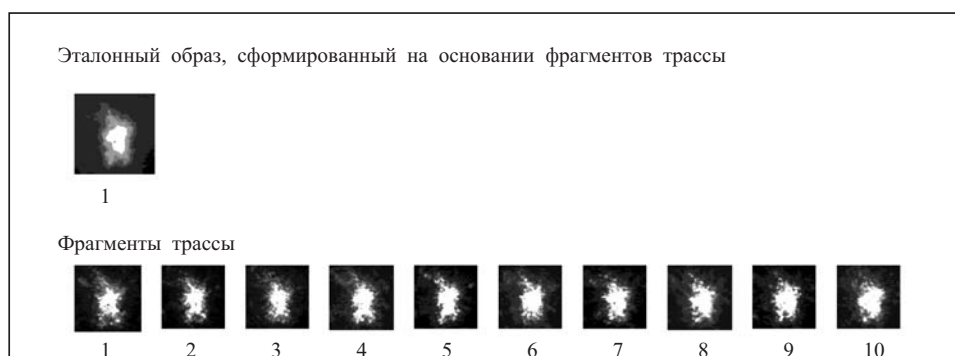 Эталонный образ, сформированный на основании фрагментов трассы
1
Фрагменты трассы
1 2 3 4 5 6 7 8 9 10